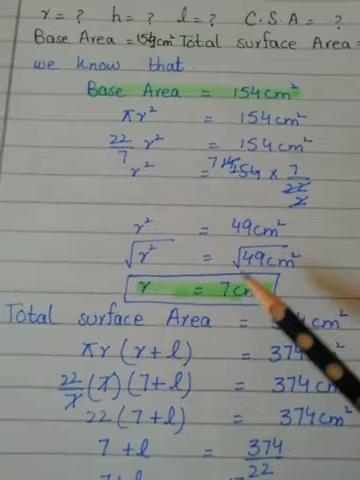 r = ? h = ? l = ? C.S.A = ?
Base Area = 154cm² Total surface Area =
we know that.
Base Area = 154cm²
πr² = 154cm²
22/7 r² = 154cm²
r² = 154 × 7/22
r² = 49cm²
√r² = √49cm²
r = 7c
Total surface Area = cm²
πr (r + l) = 374
22/7 (7) (7 + l) = 374cm
22 (7 + l) = 374cm²
7 + l = 374/22